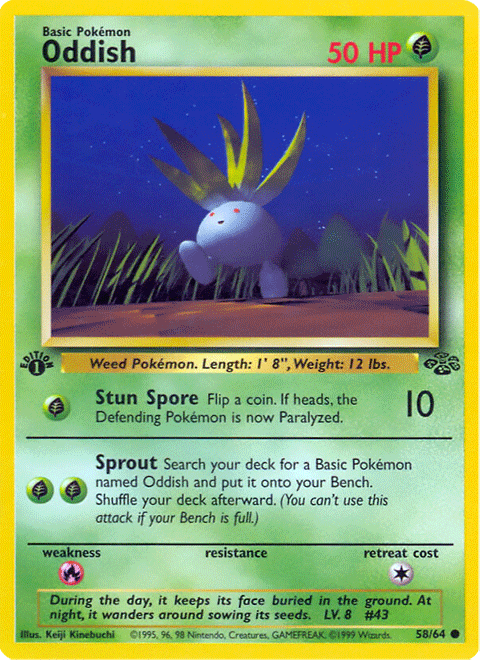 Basic Pokémon
Oddish
50 HP
EDITION
1
Weed Pokémon. Length: 1' 8", Weight: 12 lbs.
Stun Spore Flip a coin. If heads, the 10
Defending Pokémon is now Paralyzed.
Sprout Search your deck for a Basic Pokémon
named Oddish and put it onto your Bench.
Shuffle your deck afterward. (You can't use this
attack if your Bench is full.)
weakness resistance retreat cost
During the day, it keeps its face buried in the ground. At
night, it wanders around sowing its seeds. LV. 8 #43
Illus. Keiji Kinebuchi ©1995, 96, 98 Nintendo, Creatures, GAMEFREAK. ©1999 Wizards. 58/64